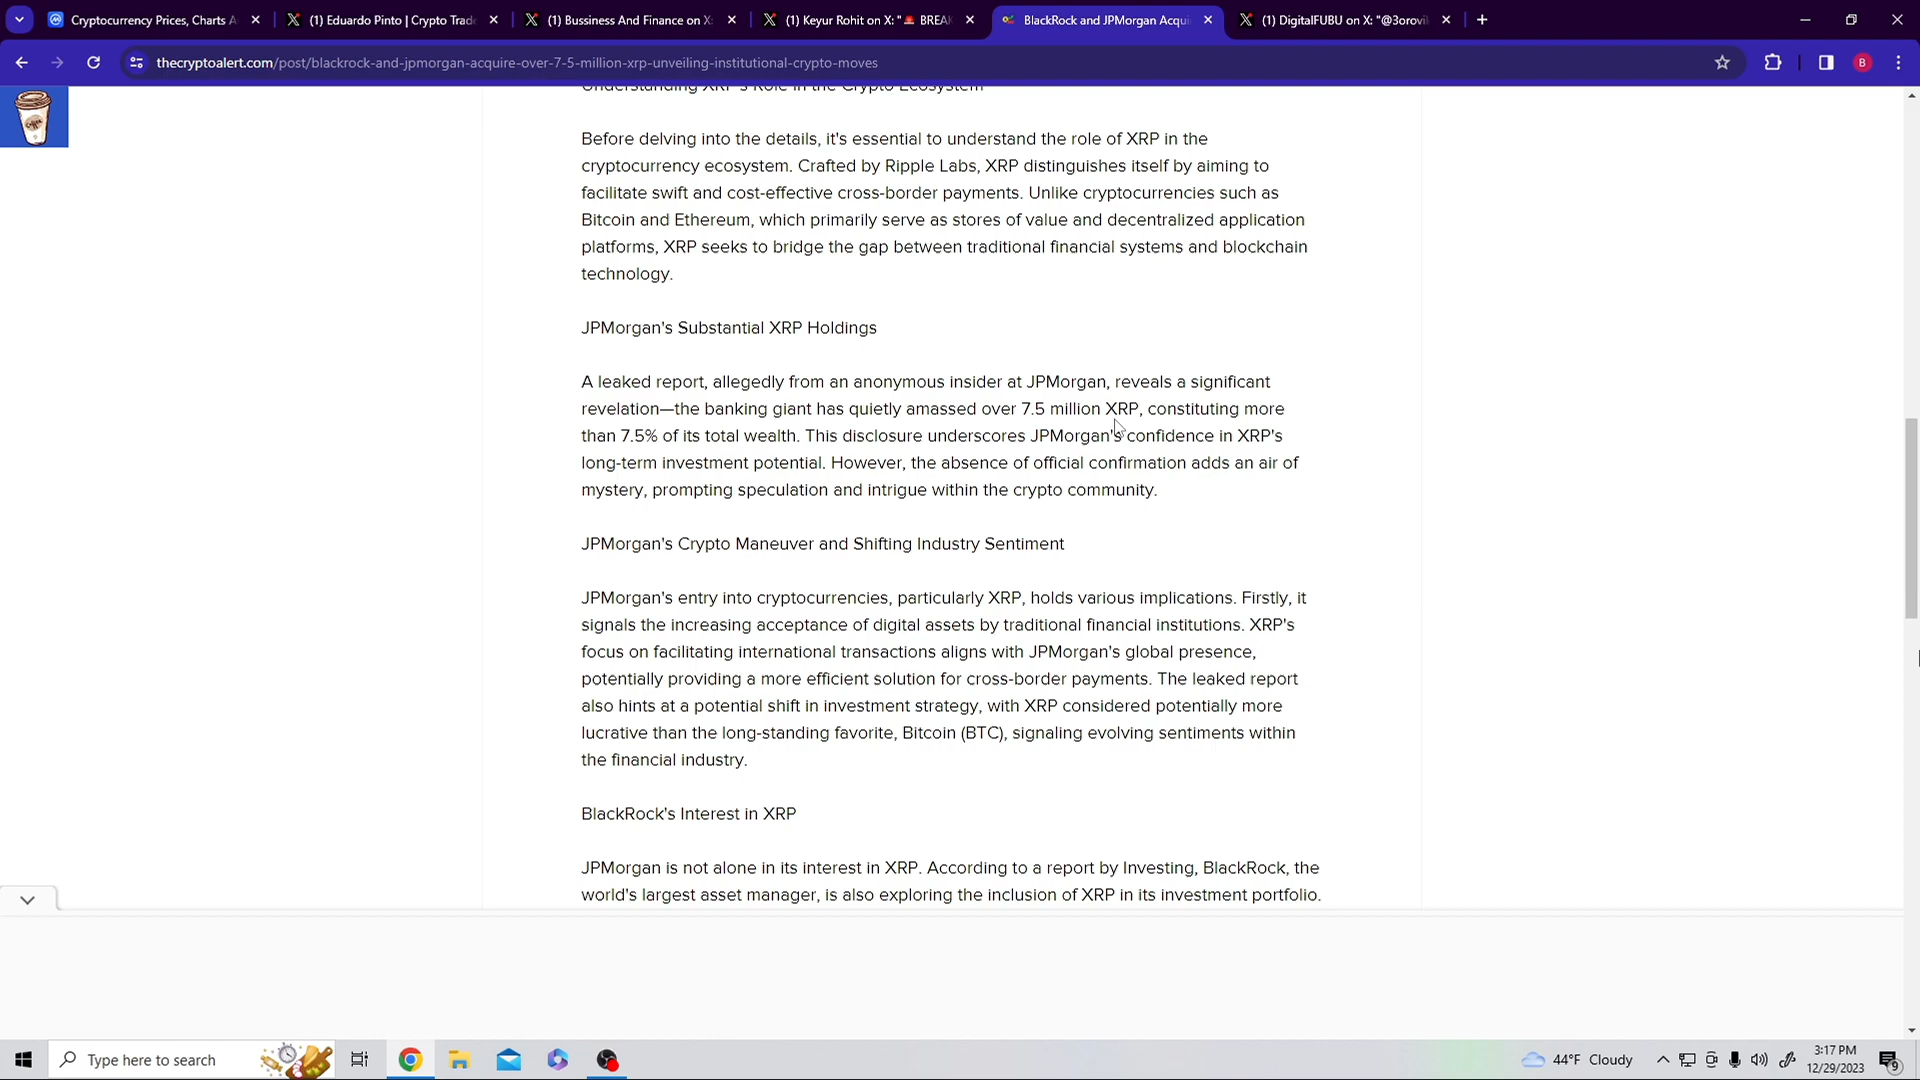 Cryptocurrency Prices, Charts A
(1) Eduardo Pinto | Crypto Trade
(1) Bussiness And Finance on X:
(1) Keyur Rohit on X: "🚨 BREAK
BlackRock and JPMorgan Acqui
(1) DigitalFUBU on X: "@3orovik
thecryptoalert.com/post/blackrock-and-jpmorgan-acquire-over-7-5-million-xrp-unveiling-institutional-crypto-moves
B
Understanding XRP's Role in the Crypto Ecosystem
Before delving into the details, it's essential to understand the role of XRP in the
cryptocurrency ecosystem. Crafted by Ripple Labs, XRP distinguishes itself by aiming to
facilitate swift and cost-effective cross-border payments. Unlike cryptocurrencies such as
Bitcoin and Ethereum, which primarily serve as stores of value and decentralized application
platforms, XRP seeks to bridge the gap between traditional financial systems and blockchain
technology.
JPMorgan's Substantial XRP Holdings
A leaked report, allegedly from an anonymous insider at JPMorgan, reveals a significant
revelation—the banking giant has quietly amassed over 7.5 million XRP, constituting more
than 7.5% of its total wealth. This disclosure underscores JPMorgan's confidence in XRP's
long-term investment potential. However, the absence of official confirmation adds an air of
mystery, prompting speculation and intrigue within the crypto community.
JPMorgan's Crypto Maneuver and Shifting Industry Sentiment
JPMorgan's entry into cryptocurrencies, particularly XRP, holds various implications. Firstly, it
signals the increasing acceptance of digital assets by traditional financial institutions. XRP's
focus on facilitating international transactions aligns with JPMorgan's global presence,
potentially providing a more efficient solution for cross-border payments. The leaked report
also hints at a potential shift in investment strategy, with XRP considered potentially more
lucrative than the long-standing favorite, Bitcoin (BTC), signaling evolving sentiments within
the financial industry.
BlackRock's Interest in XRP
JPMorgan is not alone in its interest in XRP. According to a report by Investing, BlackRock, the
world's largest asset manager, is also exploring the inclusion of XRP in its investment portfolio.
Type here to search
44°F Cloudy
3:17 PM
12/29/2023
9